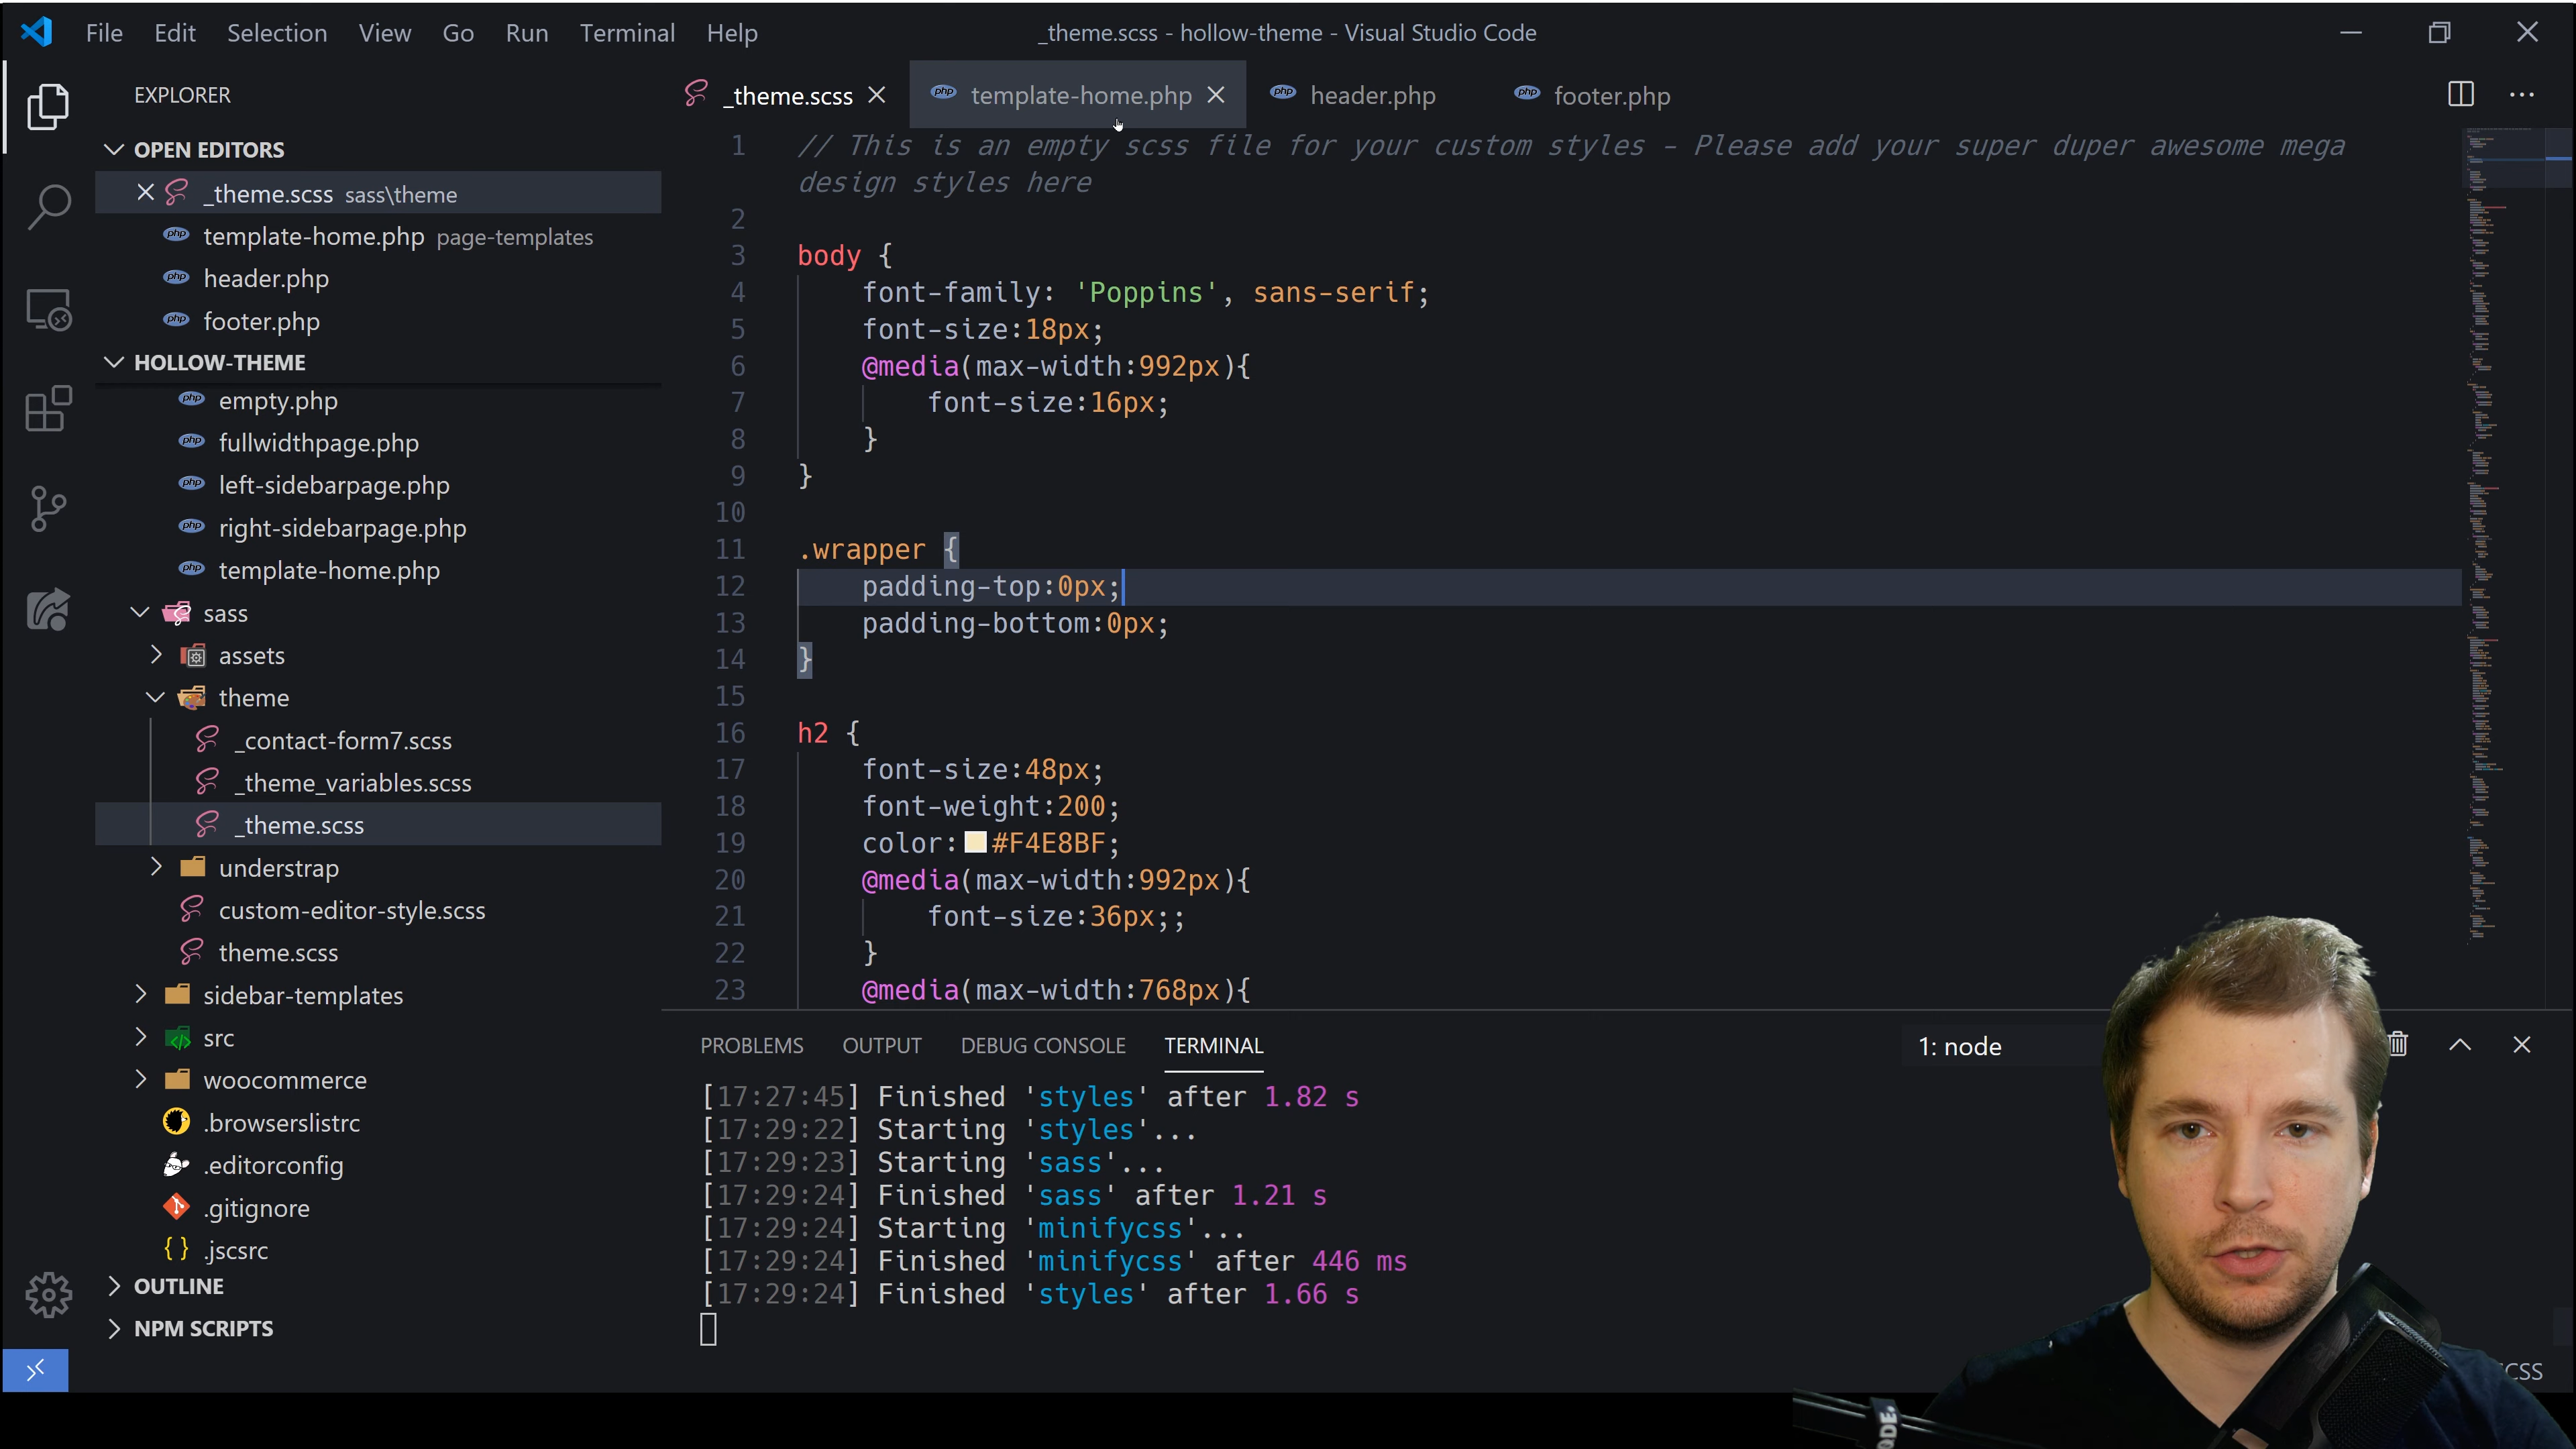 File Edit Selection View Go Run Terminal Help
_theme.scss - hollow-theme - Visual Studio Code
EXPLORER
OPEN EDITORS
_theme.scss sass\theme
php template-home.php page-templates
php header.php
php footer.php
HOLLOW-THEME
php empty.php
php fullwidthpage.php
php left-sidebarpage.php
php right-sidebarpage.php
php template-home.php
sass
assets
theme
_contact-form7.scss
_theme_variables.scss
_theme.scss
understrap
custom-editor-style.scss
theme.scss
sidebar-templates
src
woocommerce
.browserslistrc
.editorconfig
.gitignore
{ } .jscsrc
OUTLINE
NPM SCRIPTS
_theme.scss php template-home.php php header.php php footer.php
1 // This is an empty scss file for your custom styles - Please add your super duper awesome mega
design styles here
2
3 body {
4 font-family: 'Poppins', sans-serif;
5 font-size:18px;
6 @media(max-width:992px){
7 font-size:16px;
8 }
9 }
10
11 .wrapper {
12 padding-top:0px;
13 padding-bottom:0px;
14 }
15
16 h2 {
17 font-size:48px;
18 font-weight:200;
19 color:#F4E8BF;
20 @media(max-width:992px){
21 font-size:36px;;
22 }
23 @media(max-width:768px){
PROBLEMS OUTPUT DEBUG CONSOLE TERMINAL
1: node
[17:27:45] Finished 'styles' after 1.82 s
[17:29:22] Starting 'styles'...
[17:29:23] Starting 'sass'...
[17:29:24] Finished 'sass' after 1.21 s
[17:29:24] Starting 'minifycss'...
[17:29:24] Finished 'minifycss' after 446 ms
[17:29:24] Finished 'styles' after 1.66 s